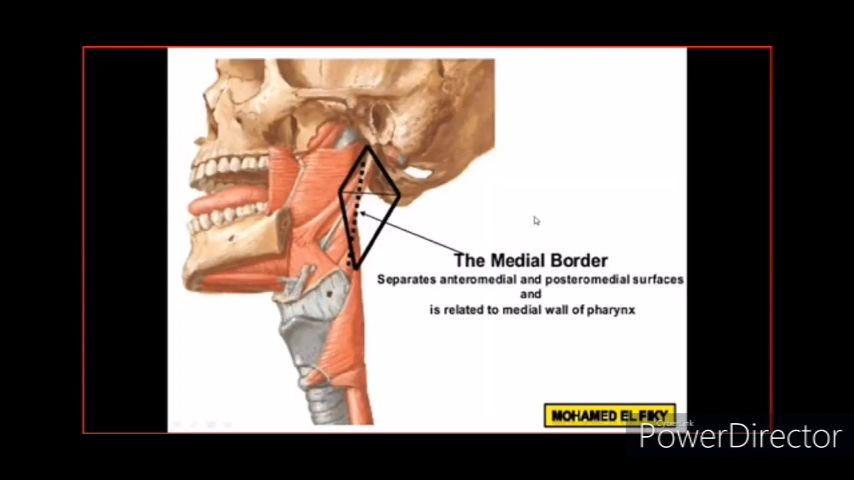 The Medial Border
Separates anteromedial and posteromedial surfaces
and
is related to medial wall of pharynx
MOHAMED EL FIKY
CyberLink
PowerDirector